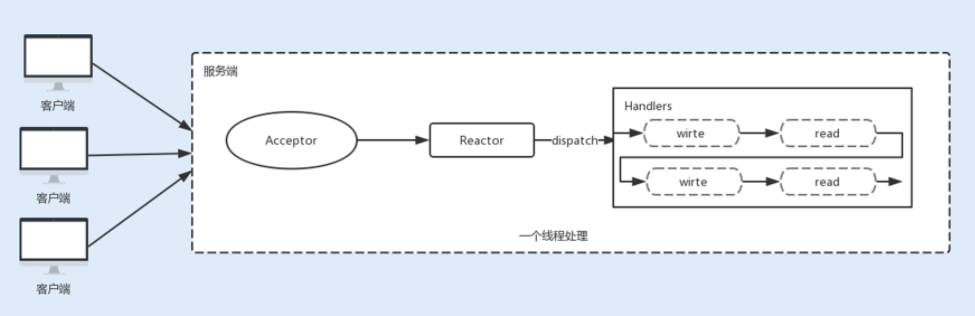 服务端
客户端
Handlers
wirte
read
Acceptor
Reactor
dispatch
客户端
wirte
read
一个线程处理
客户端